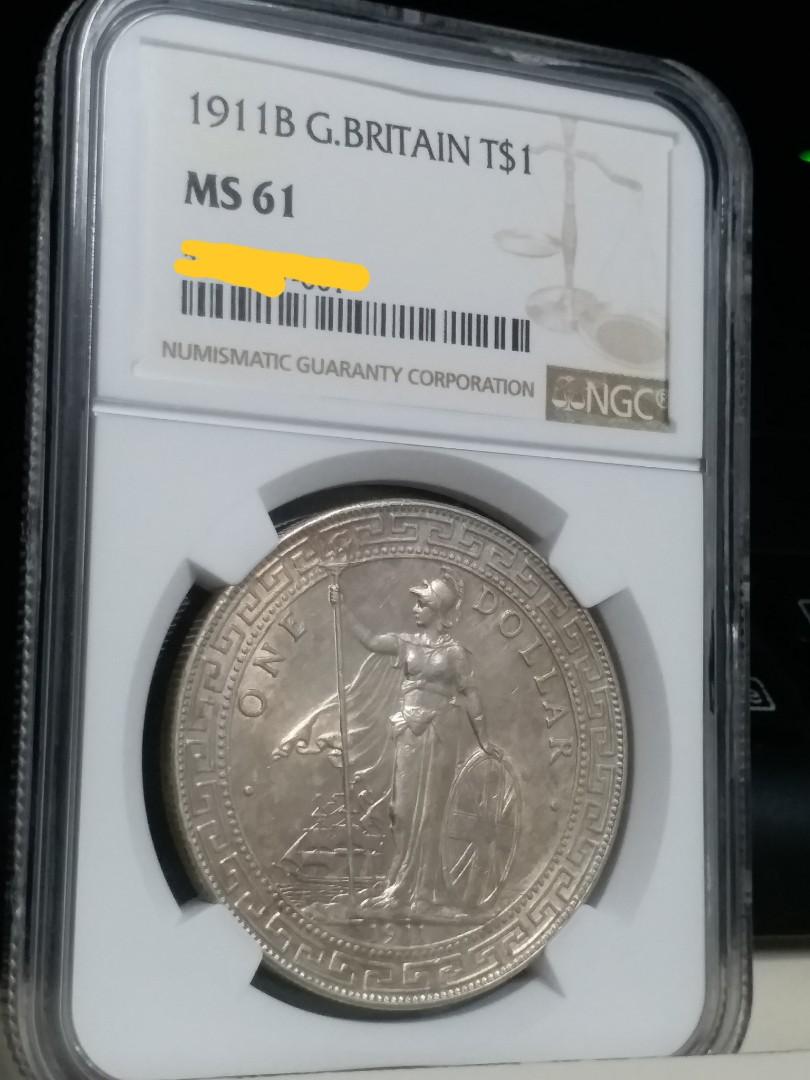 1911B G.BRITAIN T$1
MS 61
NUMISMATIC GUARANTY CORPORATION
NGC®
ONE DOLLAR
1911